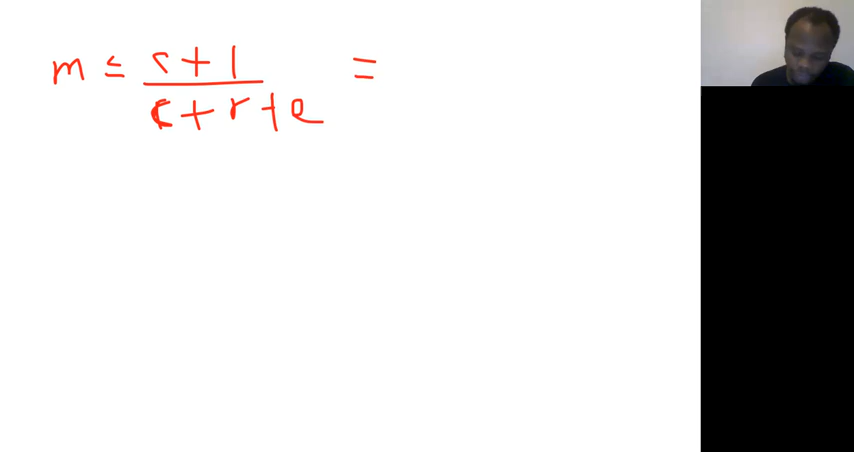 m ≤ c + 1 / c + r + e =